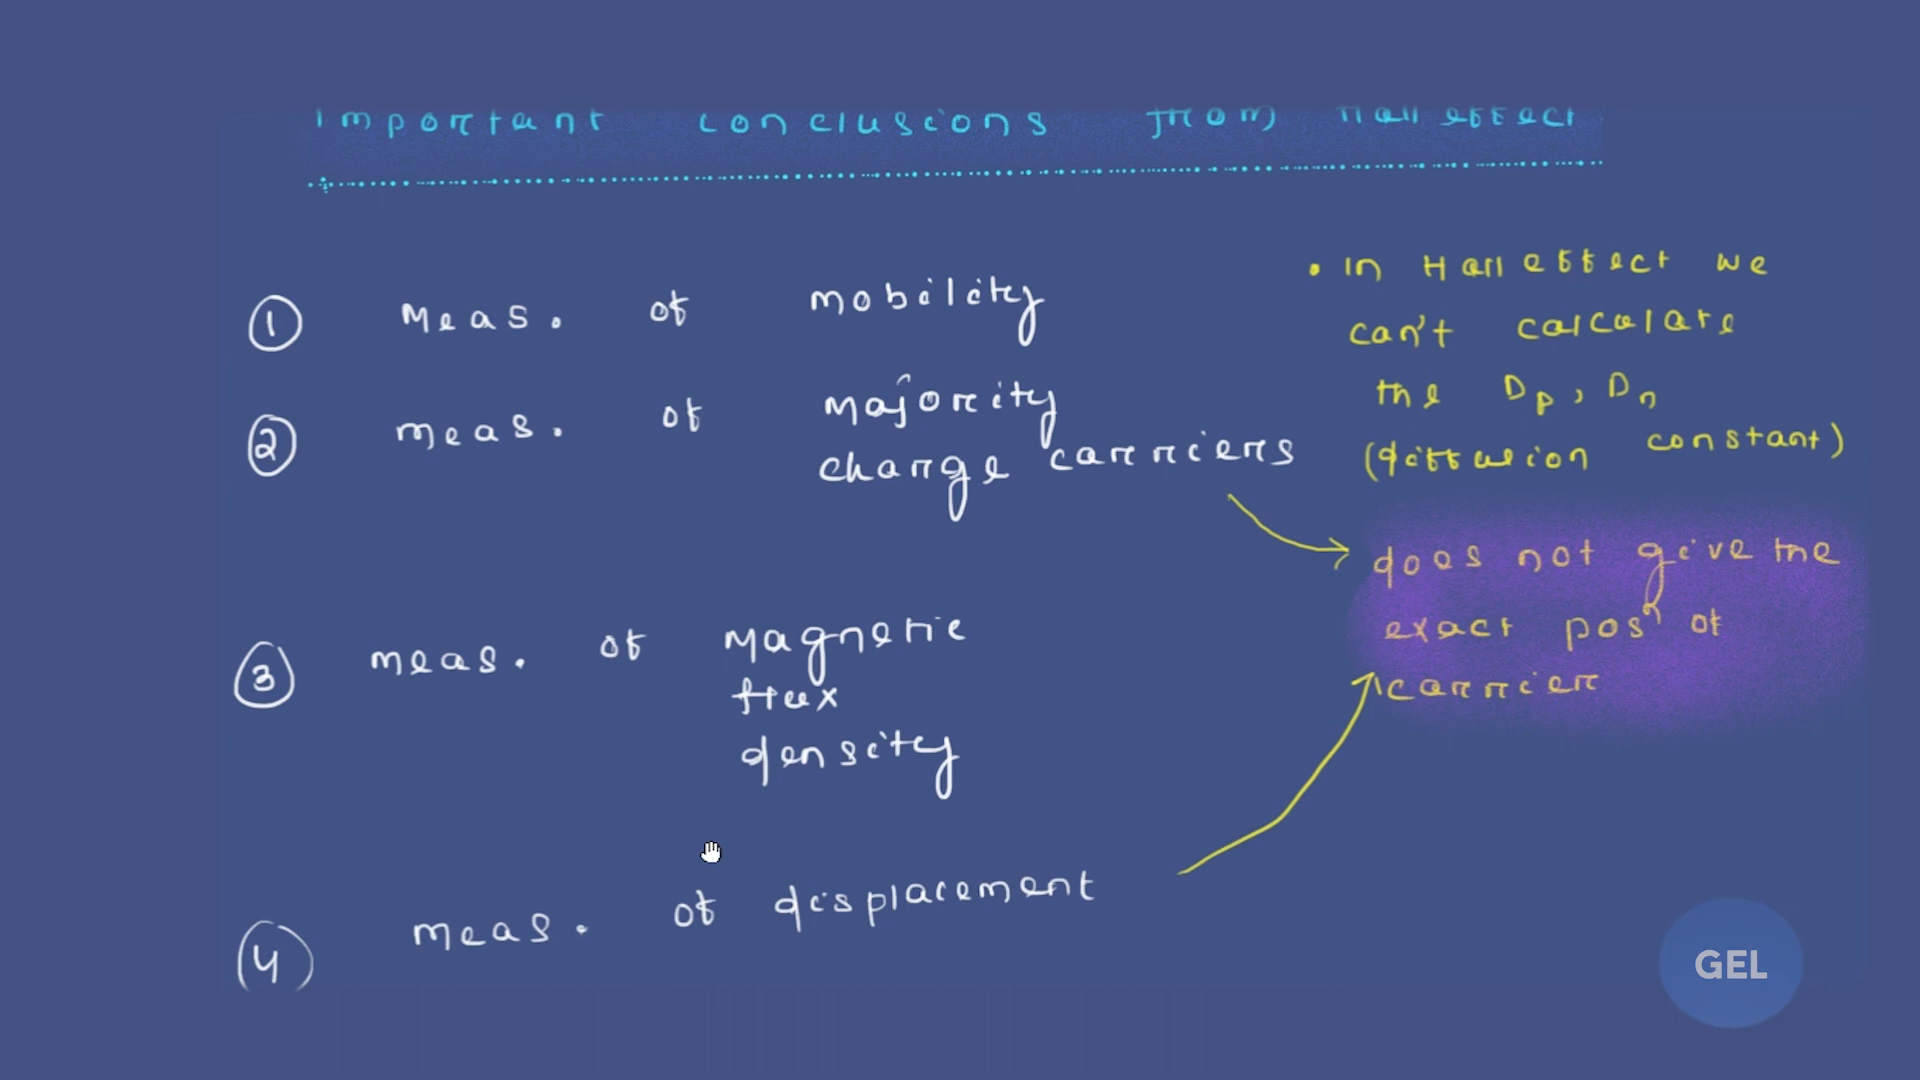 Important conclusions from Hall effect
① Meas. of mobility
② meas. of majority
charge carriers
③ meas. of magnetic
flux
density
④ meas. of displacement
• In Hall effect we
can't calculate
the Dp, Dn
(diffusion constant)
does not give the
exact posⁿ of
carrier
GEL